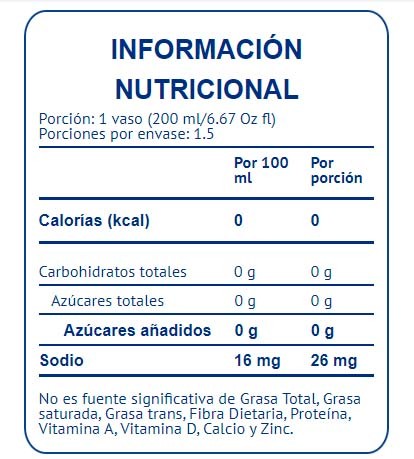 INFORMACIÓN
NUTRICIONAL
Porción: 1 vaso (200 ml/6.67 Oz fl)
Porciones por envase: 1.5
Por 100 Por
ml porción
Calorías (kcal) 0 0
Carbohidratos totales 0 g 0 g
Azúcares totales 0 g 0 g
Azúcares añadidos 0 g 0 g
Sodio 16 mg 26 mg
No es fuente significativa de Grasa Total, Grasa
saturada, Grasa trans, Fibra Dietaria, Proteína,
Vitamina A, Vitamina D, Calcio y Zinc.